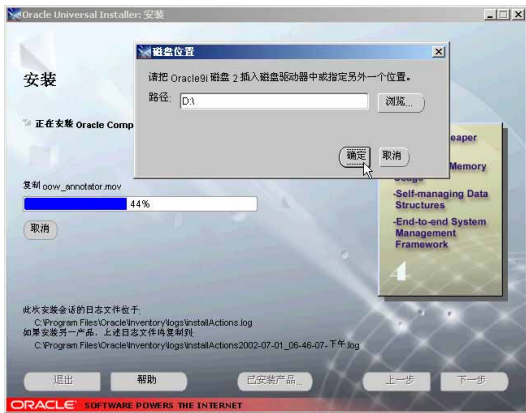 Oracle Universal Installer: 安装
磁盘位置
请把 Oracle9i 磁盘 2 插入磁盘驱动器中或指定另外一个位置。
路径: D:\
浏览...
确定
取消
安装
正在安装 Oracle Comp
复制 oow_annotator.mov
44%
取消
eaper
Memory
-Self-managing Data
Structures
-End-to-end System
Management
Framework
4
此次安装会话的日志文件位于:
C:\Program Files\Oracle\Inventory\logs\installActions.log
如果安装另一产品, 上述日志文件将复制到:
C:\Program Files\Oracle\Inventory\logs\installActions2002-07-01_06-46-07-下午.log
退出
帮助
已安装产品...
上一步
下一步
ORACLE SOFTWARE POWERS THE INTERNET